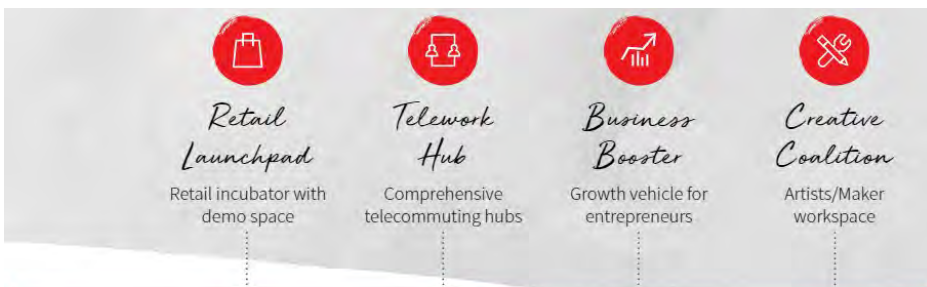 Retail
Launchpad
Retail incubator with
demo space
Telework
Hub
Comprehensive
telecommuting hubs
Business
Booster
Growth vehicle for
entrepreneurs
Creative
Coalition
Artists/Maker
workspace